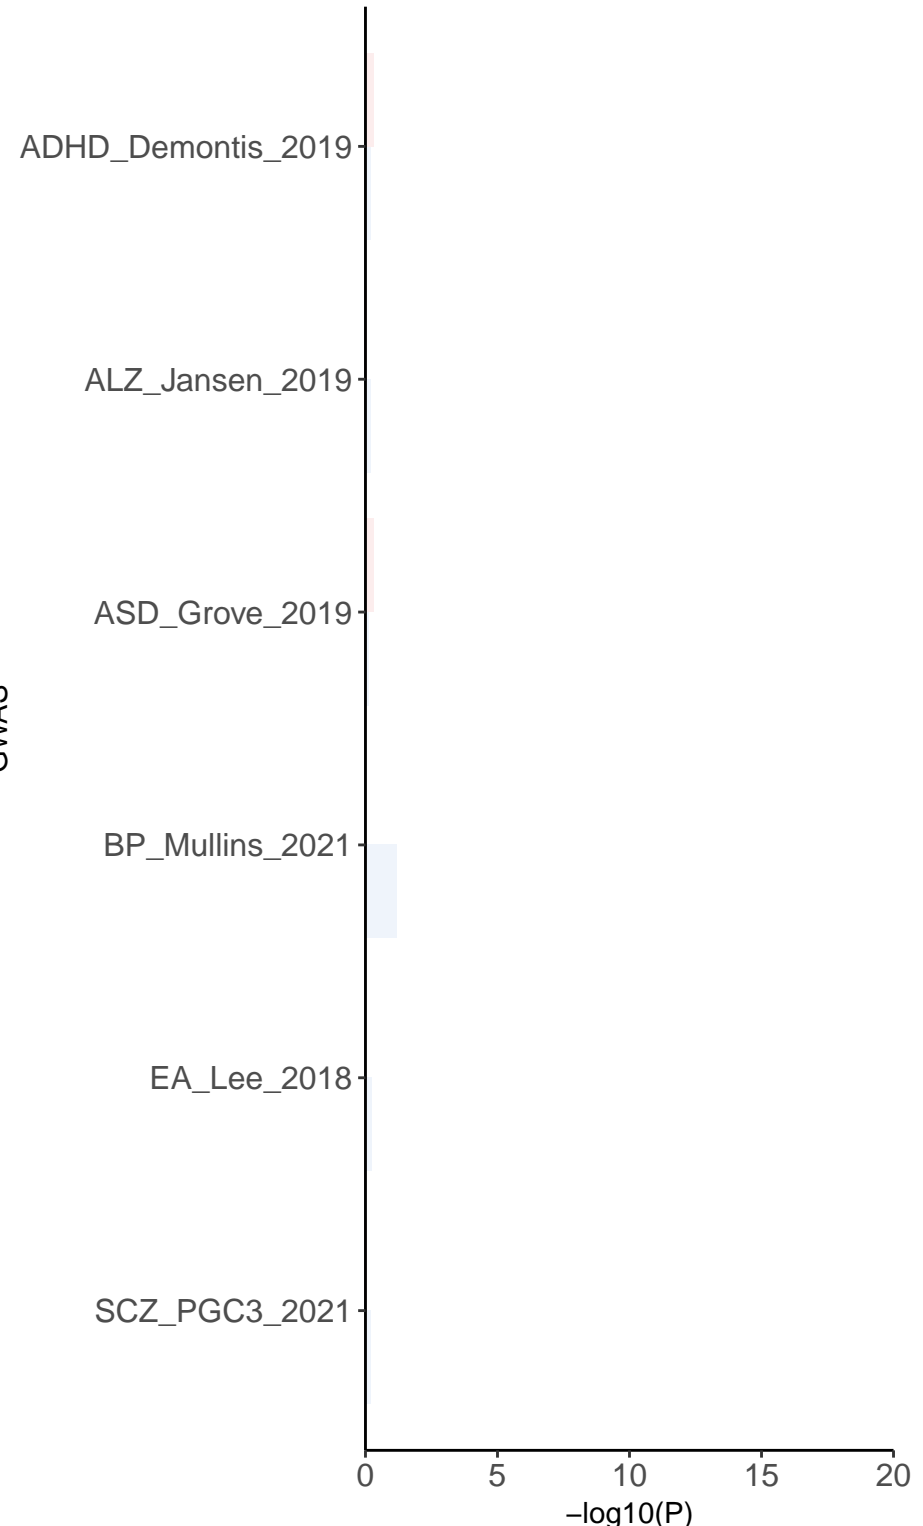 ADHD_Demontis_2019
ALZ_Jansen_2019
ASD_Grove_2019
BP_Mullins_2021
EA_Lee_2018
SCZ_PGC3_2021
0 5 10 15 20
−log10(P)